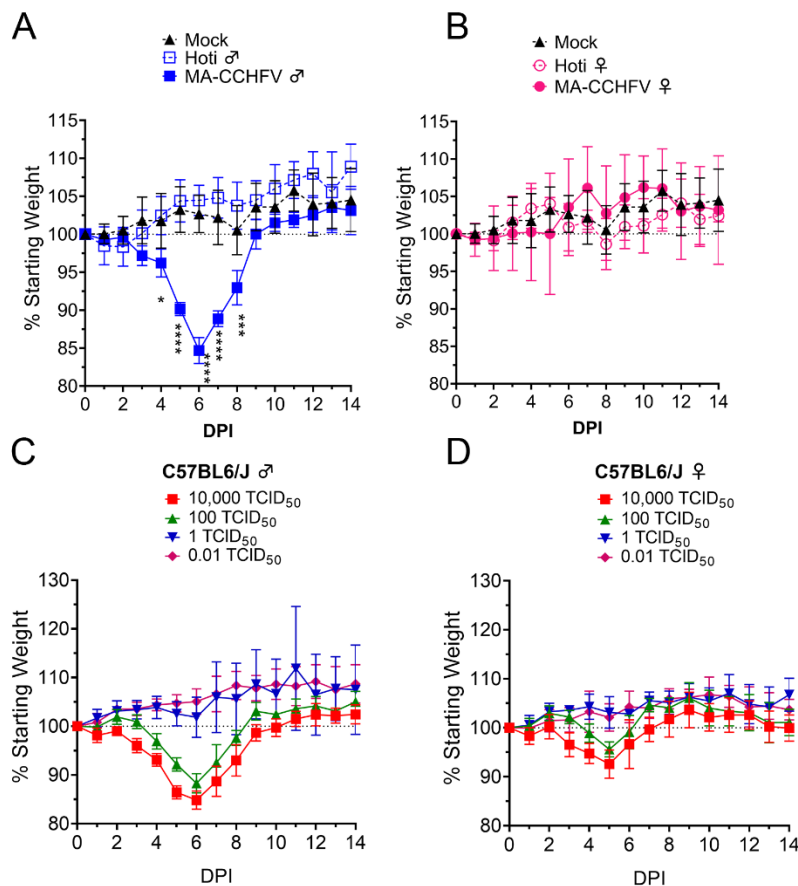 A
Mock
Hoti ♂
MA-CCHFV ♂
115
110
105
100
95
90
85
80
% Starting Weight
*
****
****
****
***
0 2 4 6 8 10 12 14
DPI
B
Mock
Hoti ♀
MA-CCHFV ♀
115
110
105
100
95
90
85
80
% Starting Weight
0 2 4 6 8 10 12 14
DPI
C
C57BL6/J ♂
10,000 TCID50
100 TCID50
1 TCID50
0.01 TCID50
130
120
110
100
90
80
% Starting Weight
0 2 4 6 8 10 12 14
DPI
D
C57BL6/J ♀
10,000 TCID50
100 TCID50
1 TCID50
0.01 TCID50
130
120
110
100
90
80
% Starting Weight
0 2 4 6 8 10 12 14
DPI